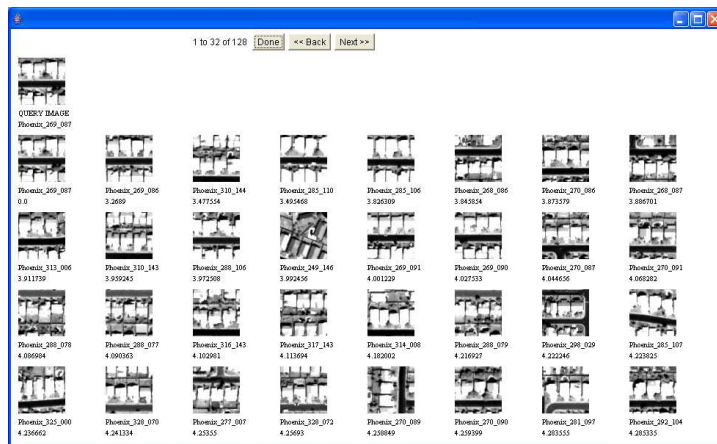 1 to 32 of 128 Done << Back Next >>
QUERY IMAGE
Phoenix_269_087
Phoenix_269_087 Phoenix_269_086 Phoenix_310_144 Phoenix_285_110 Phoenix_285_106 Phoenix_268_086 Phoenix_270_086 Phoenix_268_087
0.0 3.2689 3.477554 3.495468 3.826309 3.845854 3.873579 3.886701
Phoenix_313_006 Phoenix_310_143 Phoenix_288_106 Phoenix_249_146 Phoenix_269_091 Phoenix_269_090 Phoenix_270_087 Phoenix_270_091
3.911739 3.959245 3.972508 3.992456 4.001229 4.027533 4.044656 4.068282
Phoenix_288_078 Phoenix_288_077 Phoenix_316_143 Phoenix_317_143 Phoenix_314_008 Phoenix_288_079 Phoenix_298_029 Phoenix_285_107
4.086984 4.090363 4.102981 4.113694 4.182002 4.216927 4.222246 4.223825
Phoenix_325_000 Phoenix_328_070 Phoenix_277_007 Phoenix_328_072 Phoenix_270_089 Phoenix_270_090 Phoenix_281_097 Phoenix_292_104
4.236662 4.241334 4.25355 4.25693 4.258849 4.259399 4.283555 4.285335